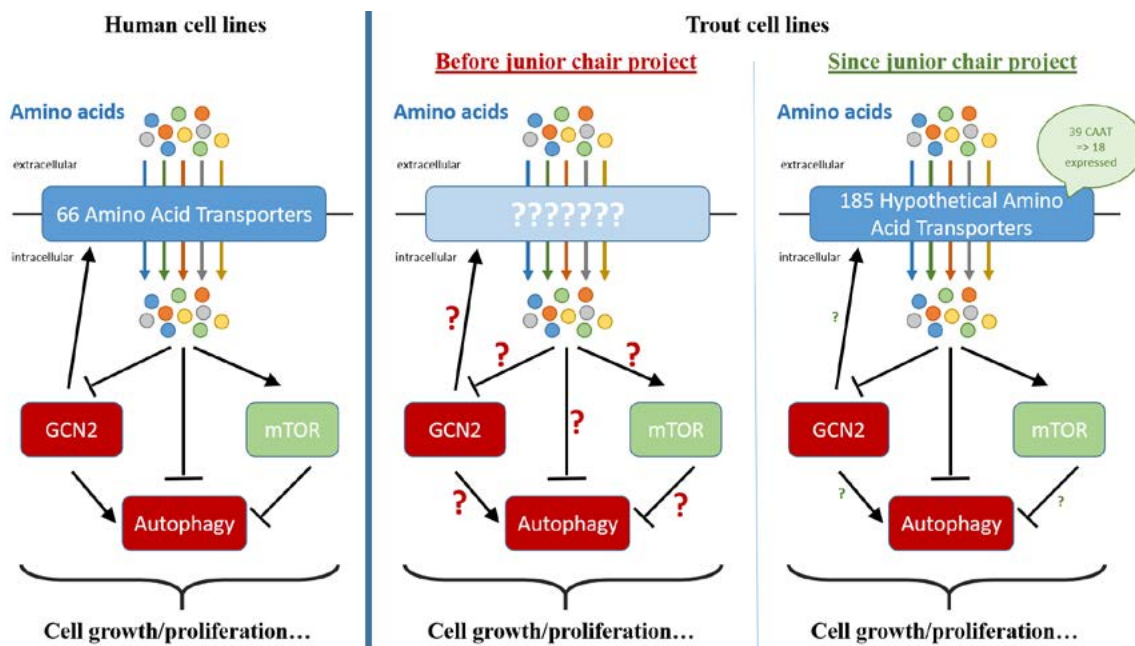 Human cell lines
Amino acids
extracellular
66 Amino Acid Transporters
intracellular
GCN2
mTOR
Autophagy
Cell growth/proliferation…
Trout cell lines
Before junior chair project
Amino acids
extracellular
???????
intracellular
?
?
?
GCN2
?
mTOR
?
?
Autophagy
Cell growth/proliferation…
Since junior chair project
Amino acids
39 CAAT
=> 18
expressed
extracellular
185 Hypothetical Amino
Acid Transporters
intracellular
?
GCN2
mTOR
?
?
Autophagy
Cell growth/proliferation…